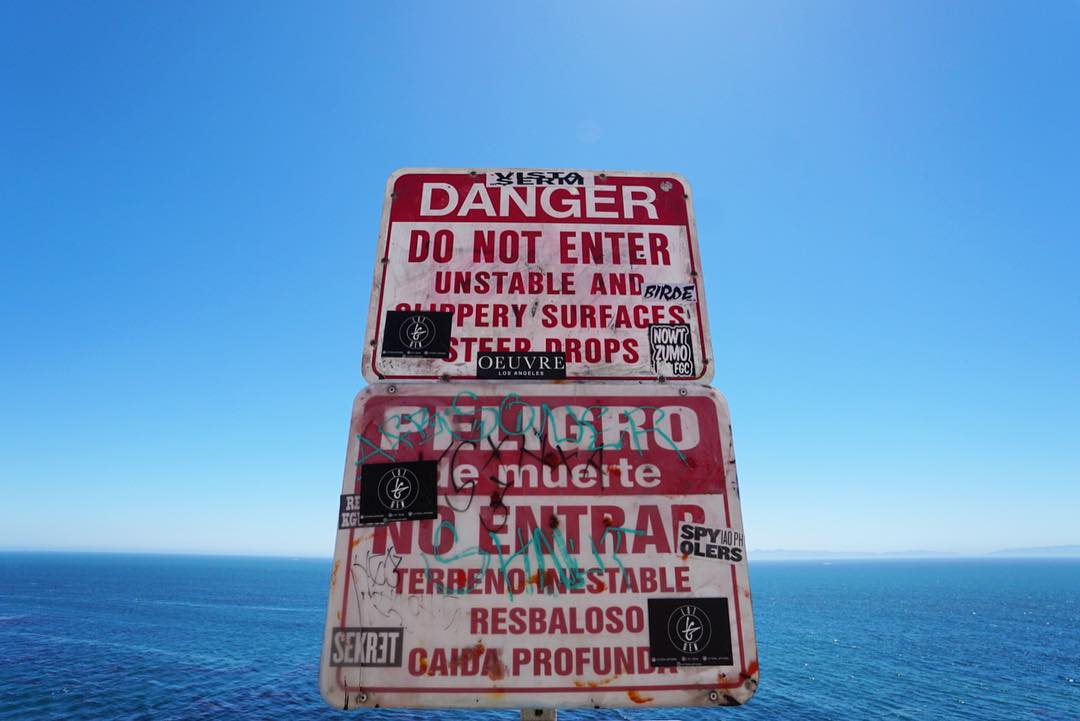 VISTA
SERM
DANGER
DO NOT ENTER
UNSTABLE AND
BIRDE
SLIPPERY SURFACES
STEEP DROPS
NOWT
ZUMO
FGC
OEUVRE
LOS ANGELES
PELIGRO
de muerte
NO ENTRAR
SPY
OLERS
TERRENO INESTABLE
RESBALOSO
SEKRET
CAIDA PROFUNDA